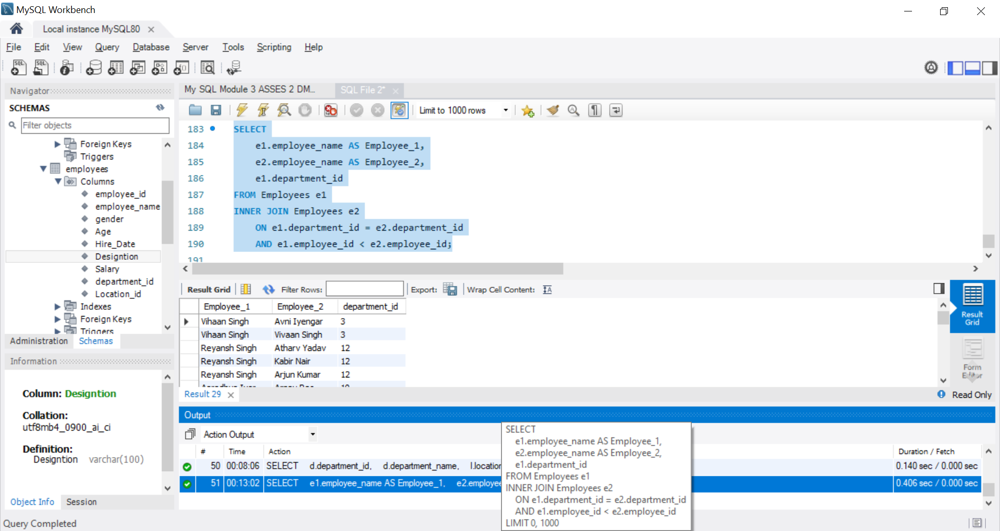 MySQL Workbench
Local instance MySQL80
File Edit View Query Database Server Tools Scripting Help
Navigator
SCHEMAS
Filter objects
Foreign Keys
Triggers
employees
Columns
employee_id
employee_name
gender
Age
Hire_Date
Designtion
Salary
department_id
Location_id
Indexes
Foreign Keys
Triggers
Administration Schemas
Information
Column: Designtion
Collation:
utf8mb4_0900_ai_ci
Definition:
Designtion varchar(100)
Object Info Session
Query Completed
My SQL Module 3 ASSES 2 DM... SQL File 2*
Limit to 1000 rows
183 SELECT
184 e1.employee_name AS Employee_1,
185 e2.employee_name AS Employee_2,
186 e1.department_id
187 FROM Employees e1
188 INNER JOIN Employees e2
189 ON e1.department_id = e2.department_id
190 AND e1.employee_id < e2.employee_id;
191
Result Grid Filter Rows: Export: Wrap Cell Content:
Employee_1 Employee_2 department_id
Vihaan Singh Avni Iyengar 3
Vihaan Singh Vivaan Singh 3
Reyansh Singh Atharv Yadav 12
Reyansh Singh Kabir Nair 12
Reyansh Singh Arjun Kumar 12
Result
Grid
Form
Editor
Result 29
Read Only
Output
Action Output
# Time Action Duration / Fetch
50 00:08:06 SELECT d.department_id, d.department_name, l.location 0.140 sec / 0.000 sec
51 00:13:02 SELECT e1.employee_name AS Employee_1, e2.employee 0.406 sec / 0.000 sec
SELECT
e1.employee_name AS Employee_1,
e2.employee_name AS Employee_2,
e1.department_id
FROM Employees e1
INNER JOIN Employees e2
ON e1.department_id = e2.department_id
AND e1.employee_id < e2.employee_id
LIMIT 0, 1000